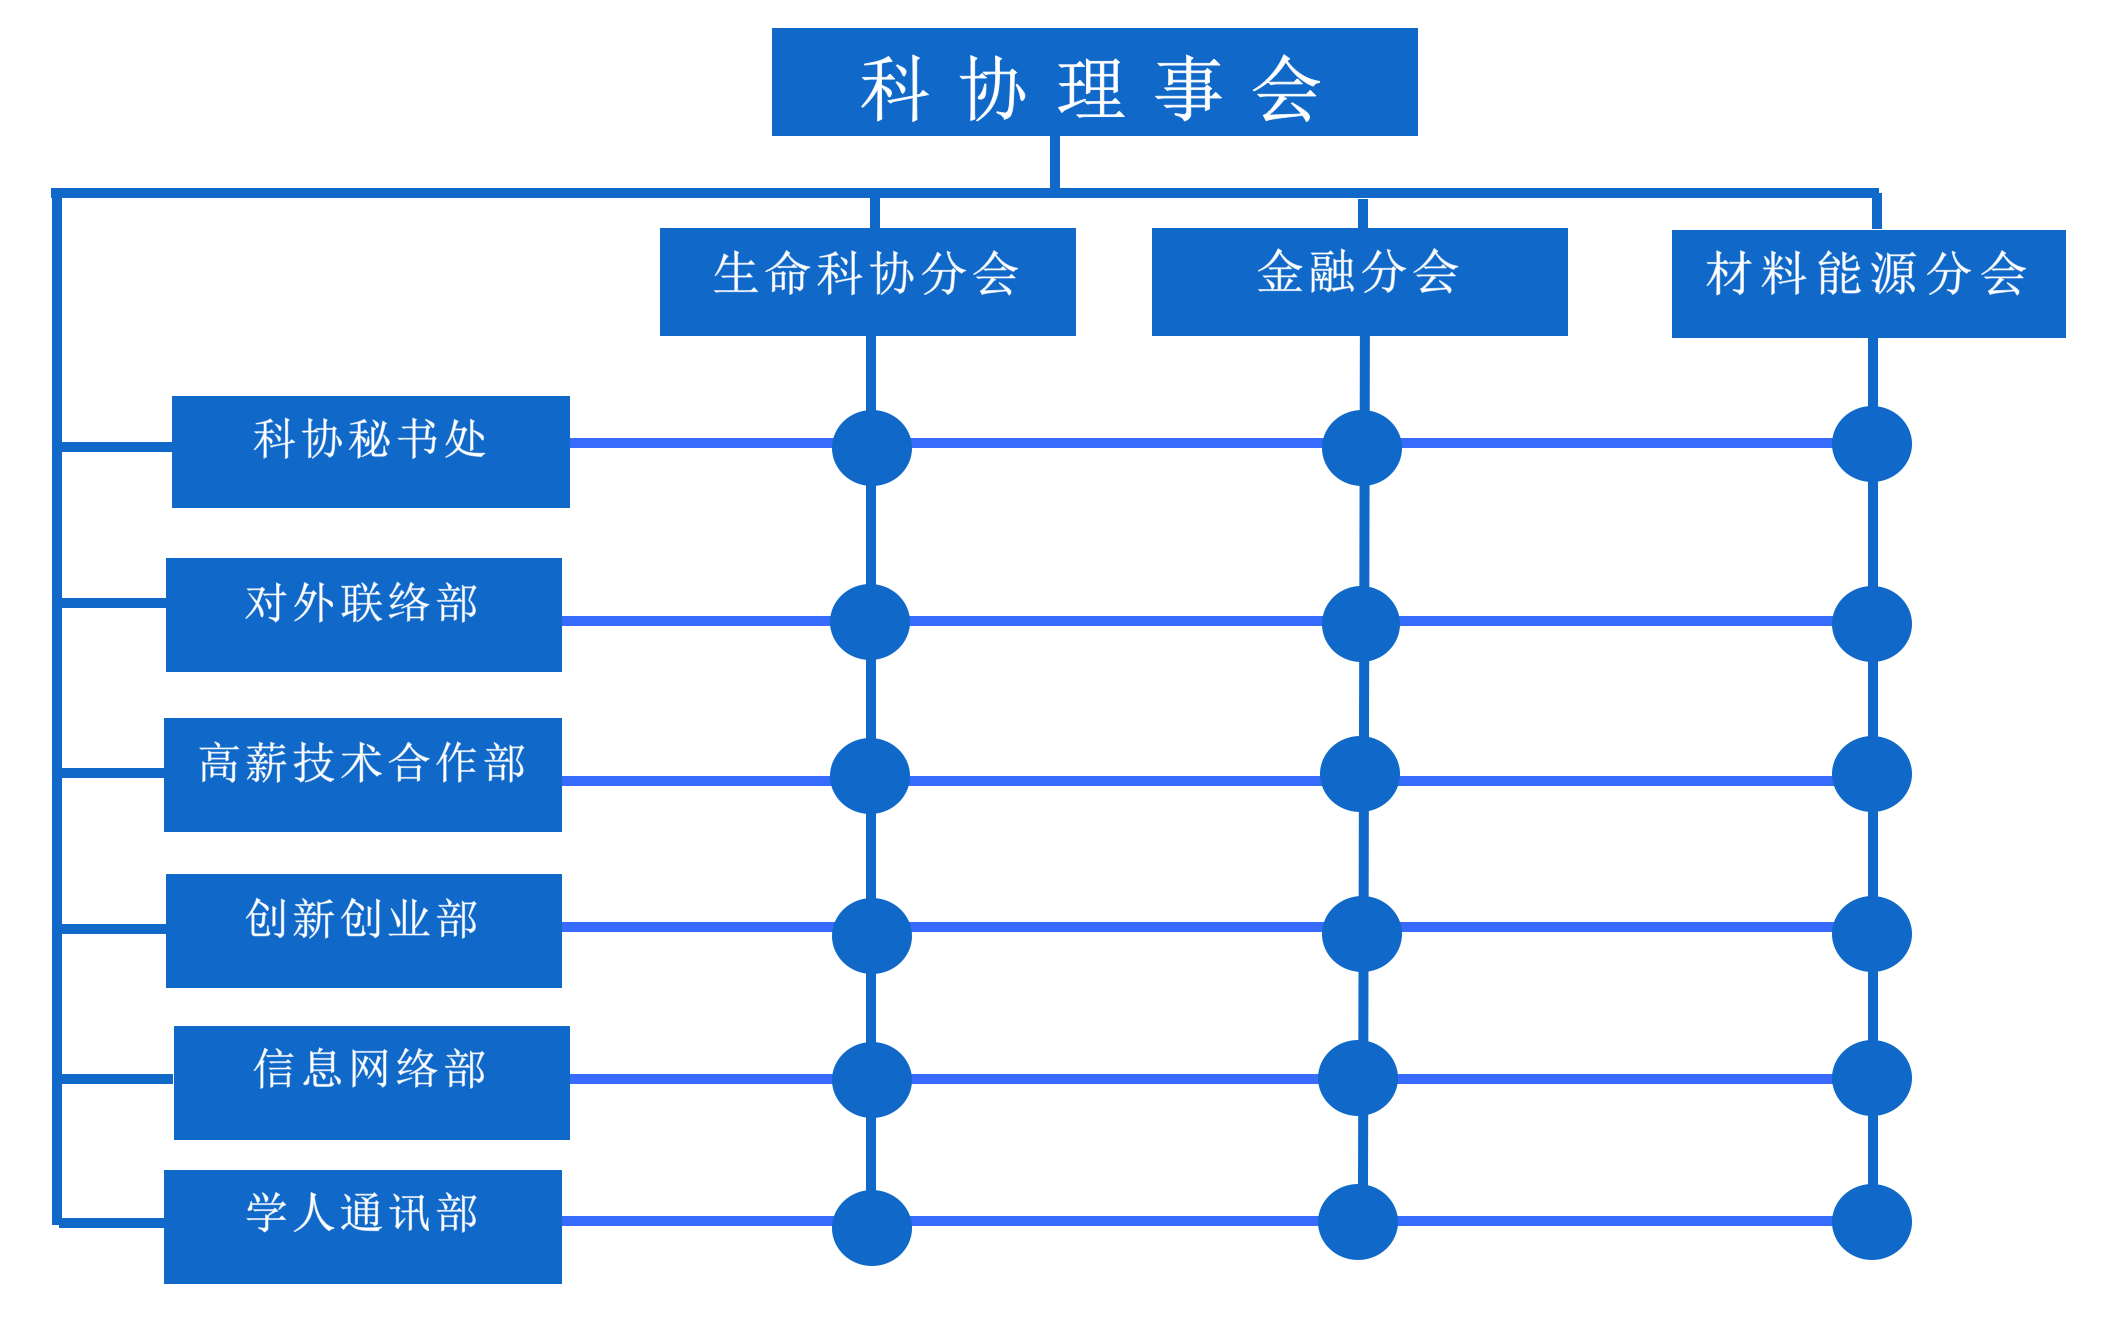 科协理事会
生命科协分会
金融分会
材料能源分会
科协秘书处
对外联络部
高薪技术合作部
创新创业部
信息网络部
学人通讯部